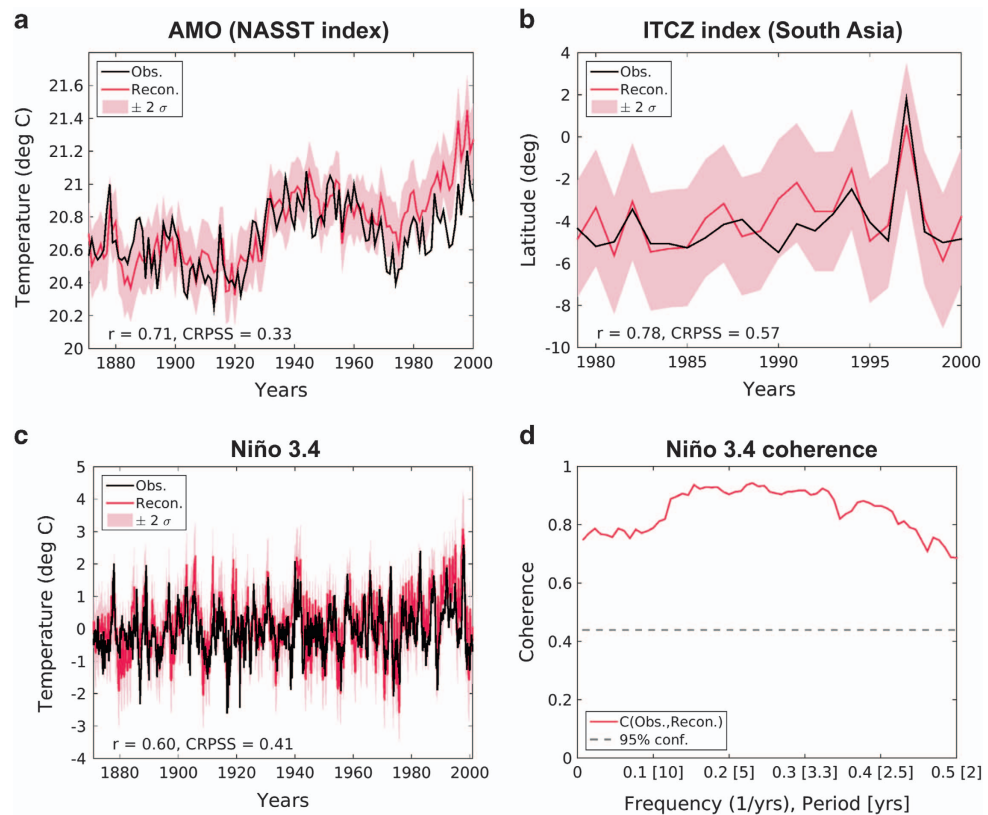 a
AMO (NASST index)
Obs.
Recon.
± 2 σ
21.6
21.2
21
20.8
20.6
20.4
20.2
20
Temperature (deg C)
r = 0.71, CRPSS = 0.33
1880 1900 1920 1940 1960 1980 2000
Years
b
ITCZ index (South Asia)
Obs.
Recon.
± 2 σ
4
2
0
-2
-4
-6
-8
-10
Latitude (deg)
r = 0.78, CRPSS = 0.57
1980 1985 1990 1995 2000
Years
c
Niño 3.4
Obs.
Recon.
± 2 σ
5
4
3
2
1
0
-1
-2
-3
-4
Temperature (deg C)
r = 0.60, CRPSS = 0.41
1880 1900 1920 1940 1960 1980 2000
Years
d
Niño 3.4 coherence
1
0.8
0.6
0.4
0.2
0
Coherence
C(Obs.,Recon.)
95% conf.
0 0.1 [10] 0.2 [5] 0.3 [3.3] 0.4 [2.5] 0.5 [2]
Frequency (1/yrs), Period [yrs]